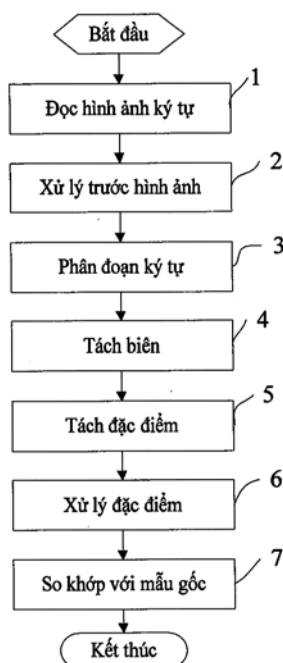 Bắt đầu
1
Đọc hình ảnh ký tự
2
Xử lý trước hình ảnh
3
Phân đoạn ký tự
4
Tách biên
5
Tách đặc điểm
6
Xử lý đặc điểm
7
So khớp với mẫu gốc
Kết thúc